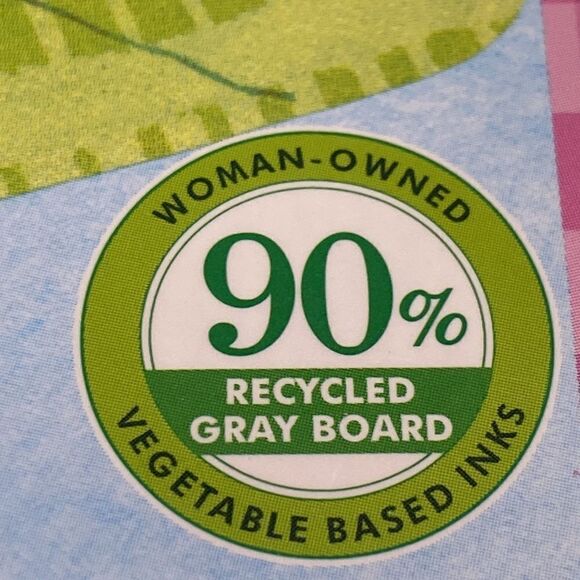 WOMAN-OWNED
90%
RECYCLED
GRAY BOARD
VEGETABLE BASED INKS